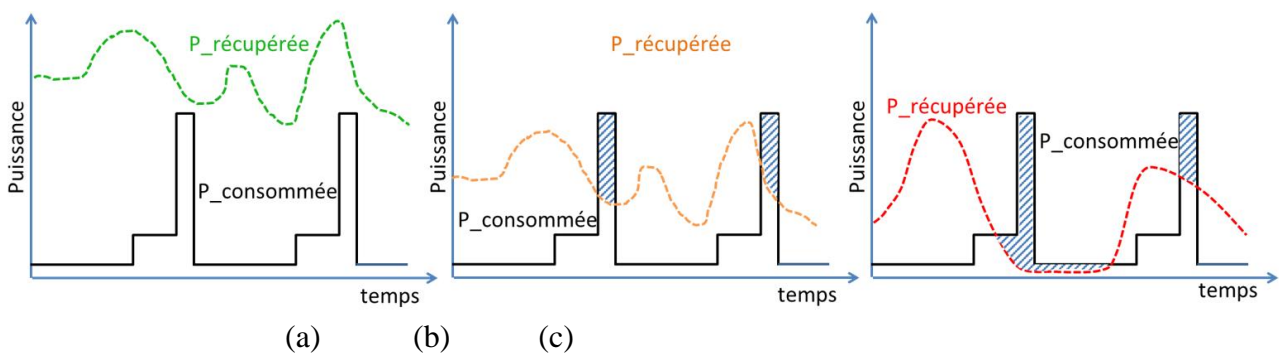 Puissance
P_récupérée
P_consommée
temps
Puissance
P_récupérée
P_consommée
temps
Puissance
P_récupérée
P_consommée
temps
(a) (b) (c)